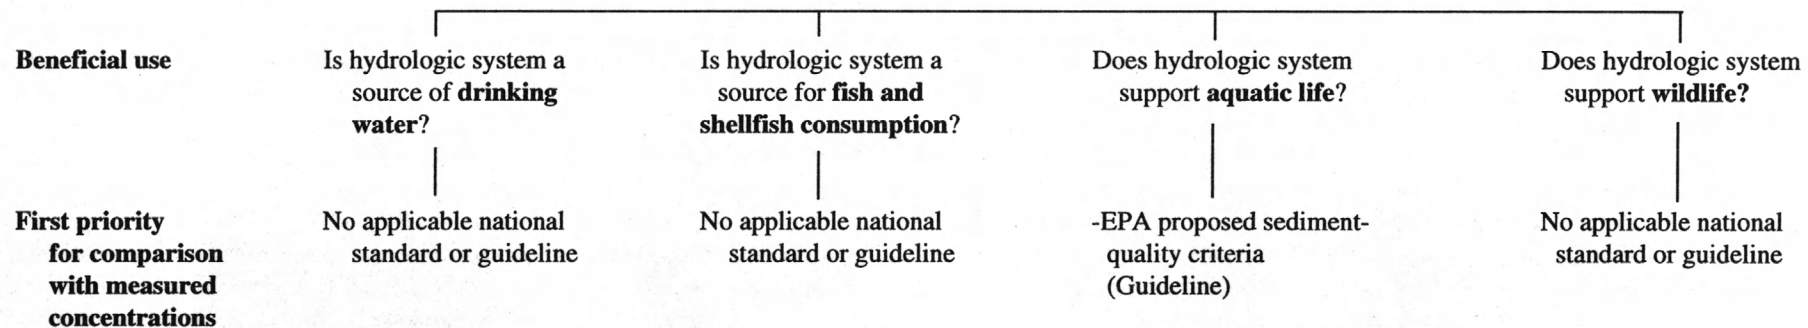 Beneficial use
Is hydrologic system a
source of drinking
water?
Is hydrologic system a
source for fish and
shellfish consumption?
Does hydrologic system
support aquatic life?
Does hydrologic system
support wildlife?
First priority
for comparison
with measured
concentrations
No applicable national
standard or guideline
No applicable national
standard or guideline
-EPA proposed sediment-
quality criteria
(Guideline)
No applicable national
standard or guideline